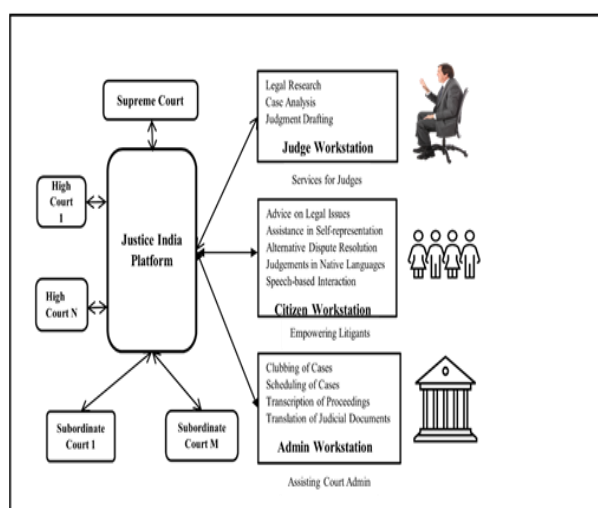 Supreme Court
High
Court
1
High
Court N
Justice India
Platform
Subordinate
Court 1
Subordinate
Court M
Legal Research
Case Analysis
Judgment Drafting
Judge Workstation
Services for Judges
Advice on Legal Issues
Assistance in Self-representation
Alternative Dispute Resolution
Judgements in Native Languages
Speech-based Interaction
Citizen Workstation
Empowering Litigants
Clubbing of Cases
Scheduling of Cases
Transcription of Proceedings
Translation of Judicial Documents
Admin Workstation
Assisting Court Admin